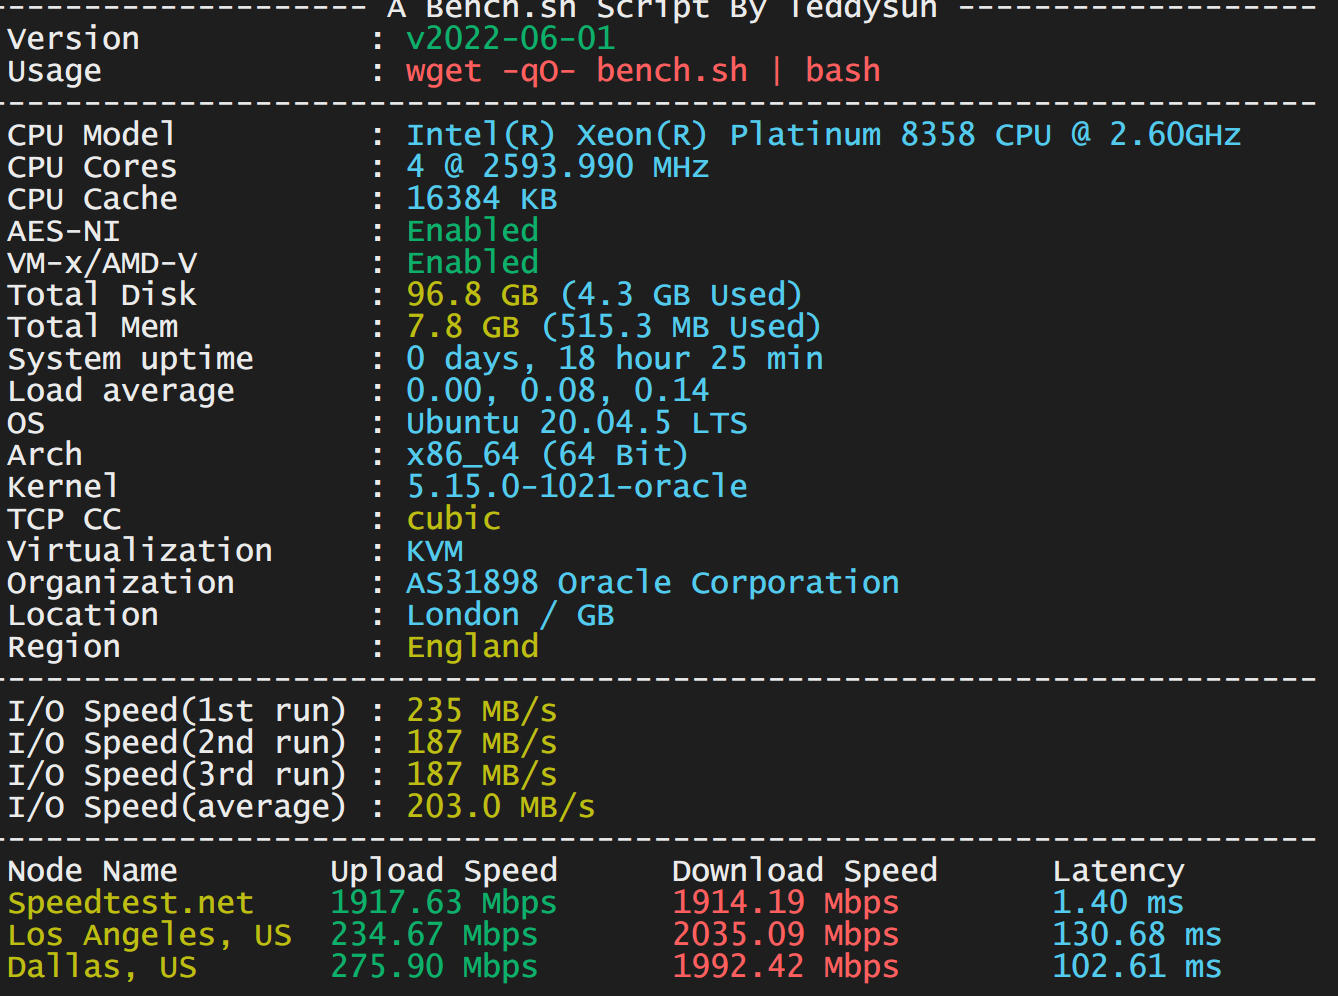 -------------------- A Bench.sh Script By Teddysun -------------------
Version : v2022-06-01
Usage : wget -qO- bench.sh | bash
----------------------------------------------------------------------
CPU Model : Intel(R) Xeon(R) Platinum 8358 CPU @ 2.60GHz
CPU Cores : 4 @ 2593.990 MHz
CPU Cache : 16384 KB
AES-NI : Enabled
VM-x/AMD-V : Enabled
Total Disk : 96.8 GB (4.3 GB Used)
Total Mem : 7.8 GB (515.3 MB Used)
System uptime : 0 days, 18 hour 25 min
Load average : 0.00, 0.08, 0.14
OS : Ubuntu 20.04.5 LTS
Arch : x86_64 (64 Bit)
Kernel : 5.15.0-1021-oracle
TCP CC : cubic
Virtualization : KVM
Organization : AS31898 Oracle Corporation
Location : London / GB
Region : England
----------------------------------------------------------------------
I/O Speed(1st run) : 235 MB/s
I/O Speed(2nd run) : 187 MB/s
I/O Speed(3rd run) : 187 MB/s
I/O Speed(average) : 203.0 MB/s
----------------------------------------------------------------------
Node Name Upload Speed Download Speed Latency
Speedtest.net 1917.63 Mbps 1914.19 Mbps 1.40 ms
Los Angeles, US 234.67 Mbps 2035.09 Mbps 130.68 ms
Dallas, US 275.90 Mbps 1992.42 Mbps 102.61 ms